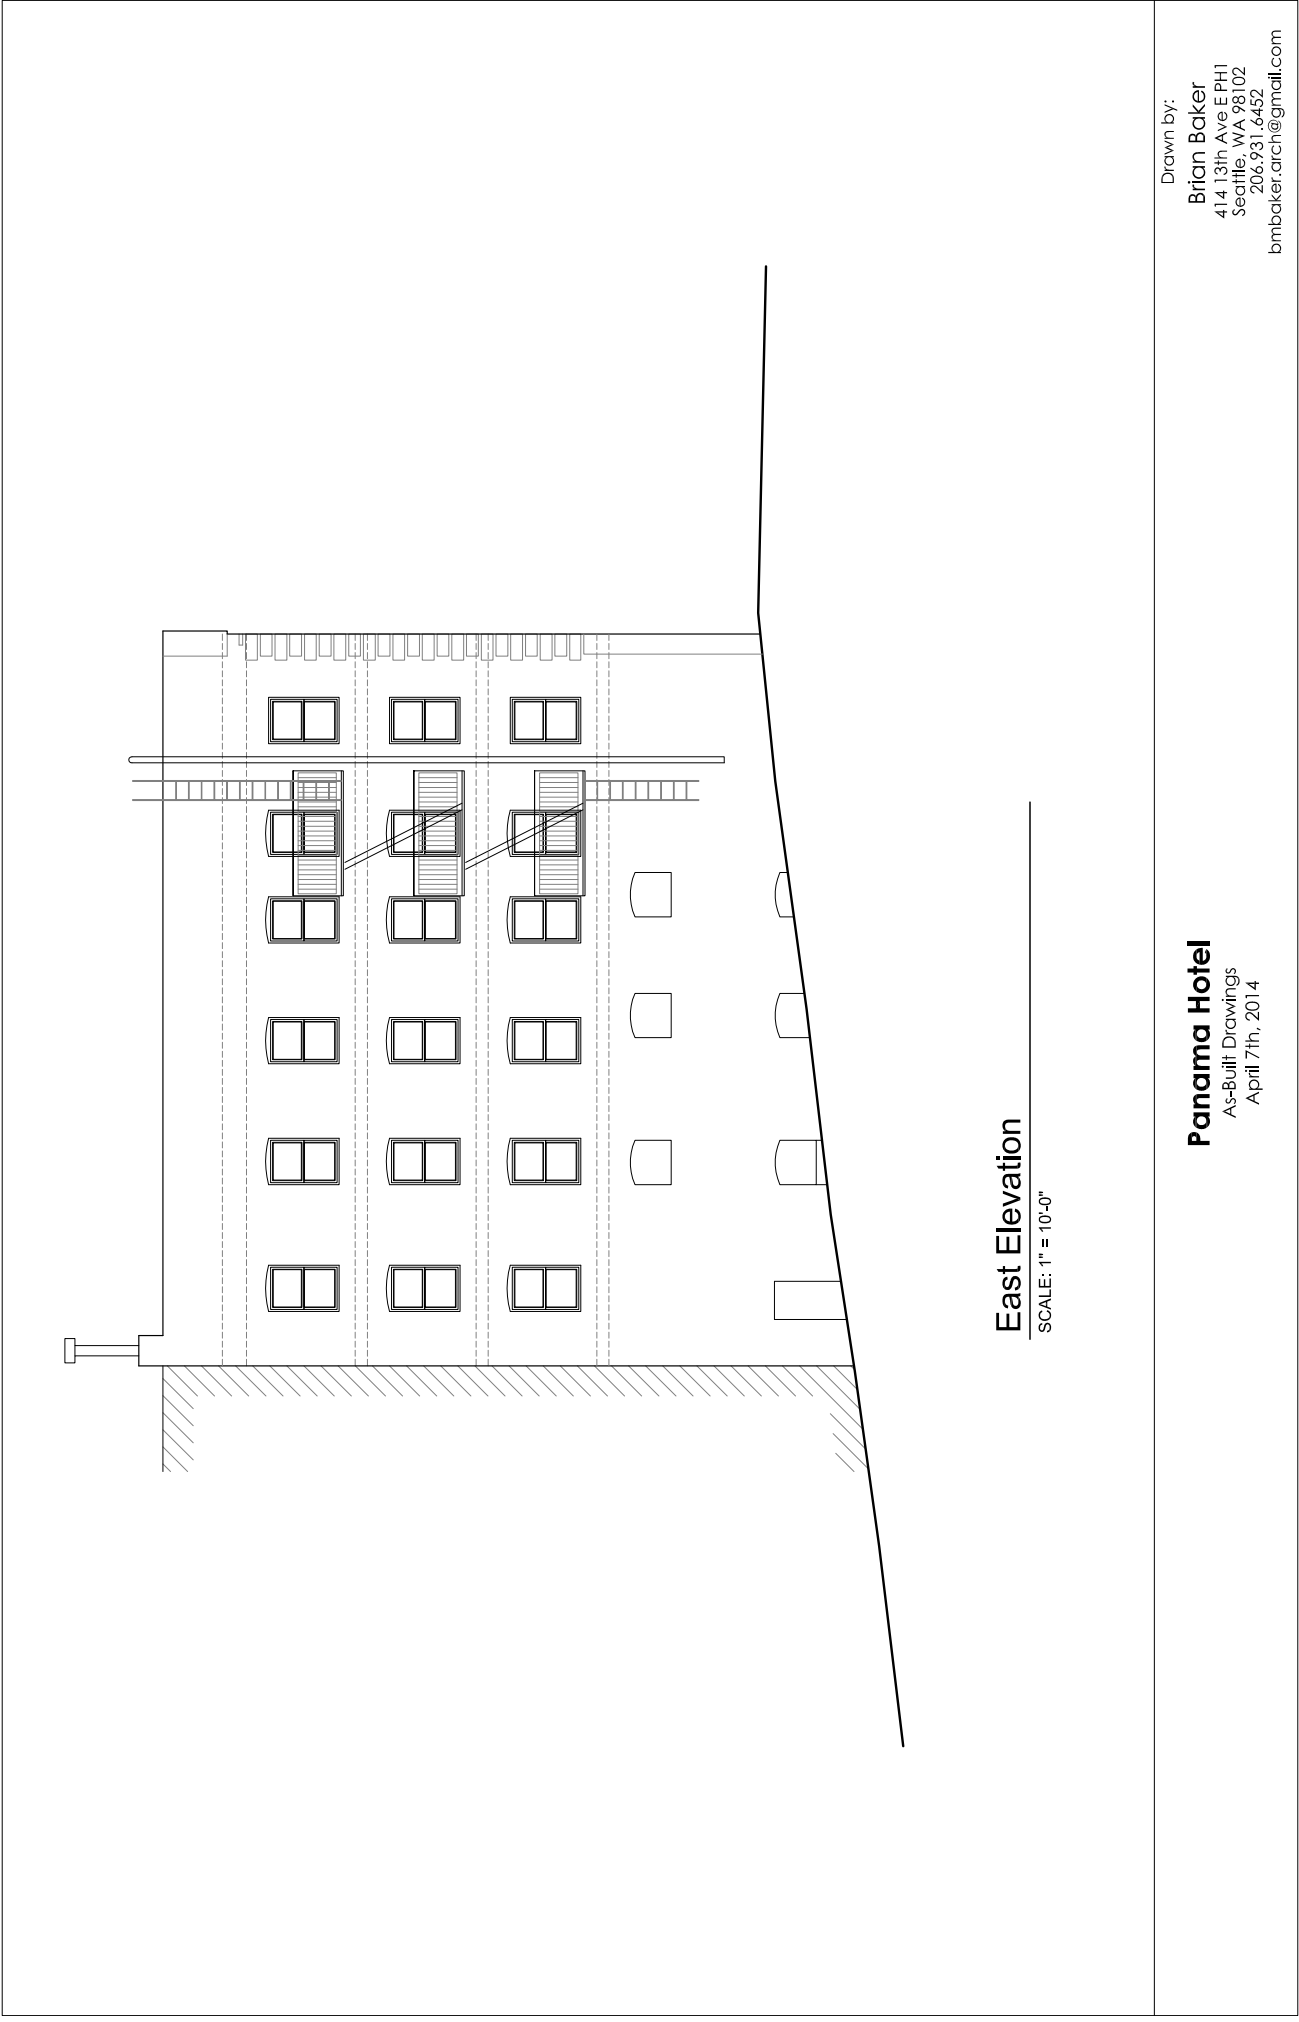 East Elevation
SCALE: 1" = 10'-0"
Panama Hotel
As-Built Drawings
April 7th, 2014
Drawn by:
Brian Baker
414 13th Ave E PH1
Seattle, WA 98102
206.931.6452
bmbaker.arch@gmail.com